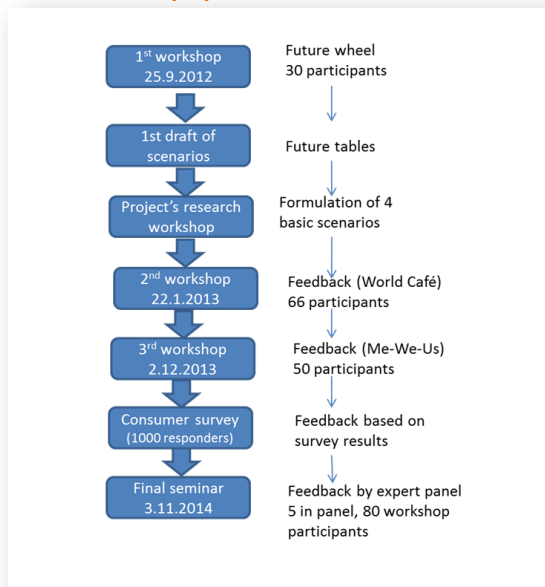 1st workshop
25.9.2012
Future wheel
30 participants
1st draft of
scenarios
Future tables
Project's research
workshop
Formulation of 4
basic scenarios
2nd workshop
22.1.2013
Feedback (World Café)
66 participants
3rd workshop
2.12.2013
Feedback (Me-We-Us)
50 participants
Consumer survey
(1000 responders)
Feedback based on
survey results
Final seminar
3.11.2014
Feedback by expert panel
5 in panel, 80 workshop
participants